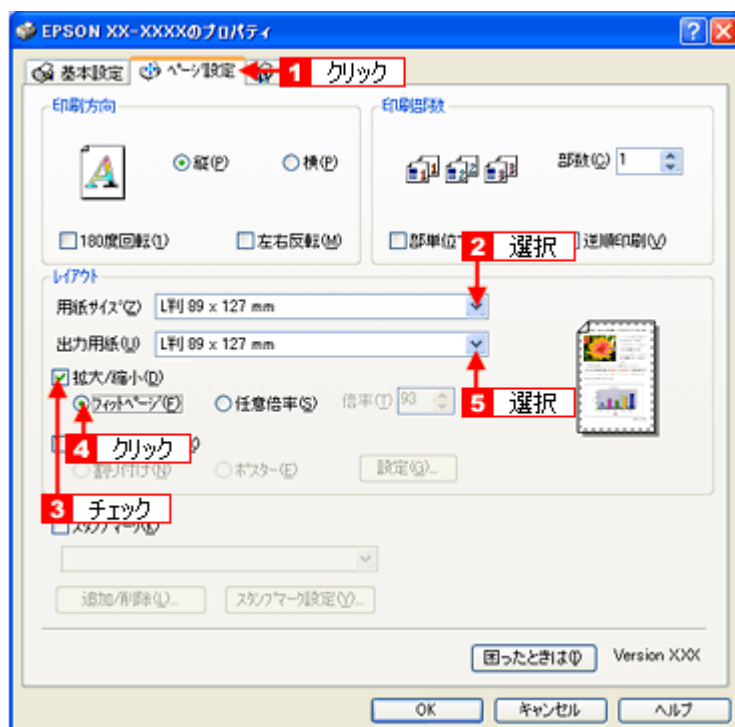 EPSON XX-XXXXのプロパティ
基本設定 ページ設定 1 クリック
印刷方向 印刷部数
縦(P) 横(P) 部数(C) 1
180度回転(1) 左右反転(M) 部単位 2 選択 逆順印刷(V)
レイアウト
用紙サイズ(Z) L判 89 x 127 mm
出力用紙(U) L判 89 x 127 mm
拡大/縮小(D)
フィットページ(F) 任意倍率(S) 倍率(T) 93 5 選択
4 クリック
割り付け(N) ポスター(E) 設定(G)...
3 チェック
スタンプマーク(K)
追加/削除(L)... スタンプマーク設定(Y)...
困ったときは(I) Version XXX
OK キャンセル ヘルプ